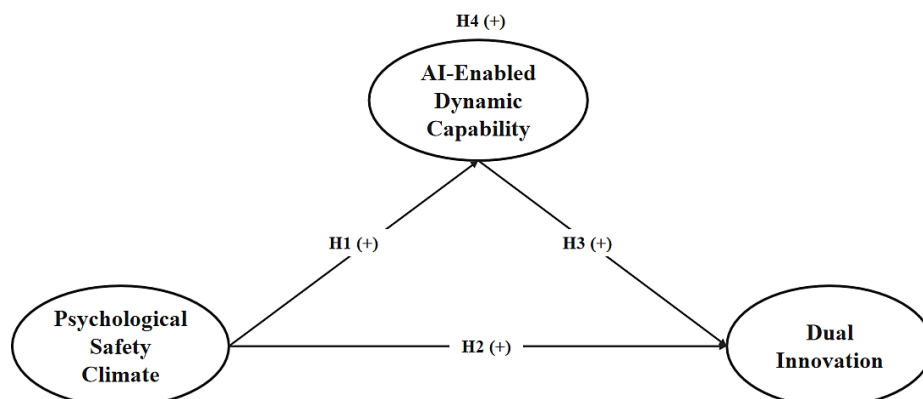 H4 (+)
AI-Enabled
Dynamic
Capability
H1 (+)
H3 (+)
Psychological
Safety
Climate
H2 (+)
Dual
Innovation